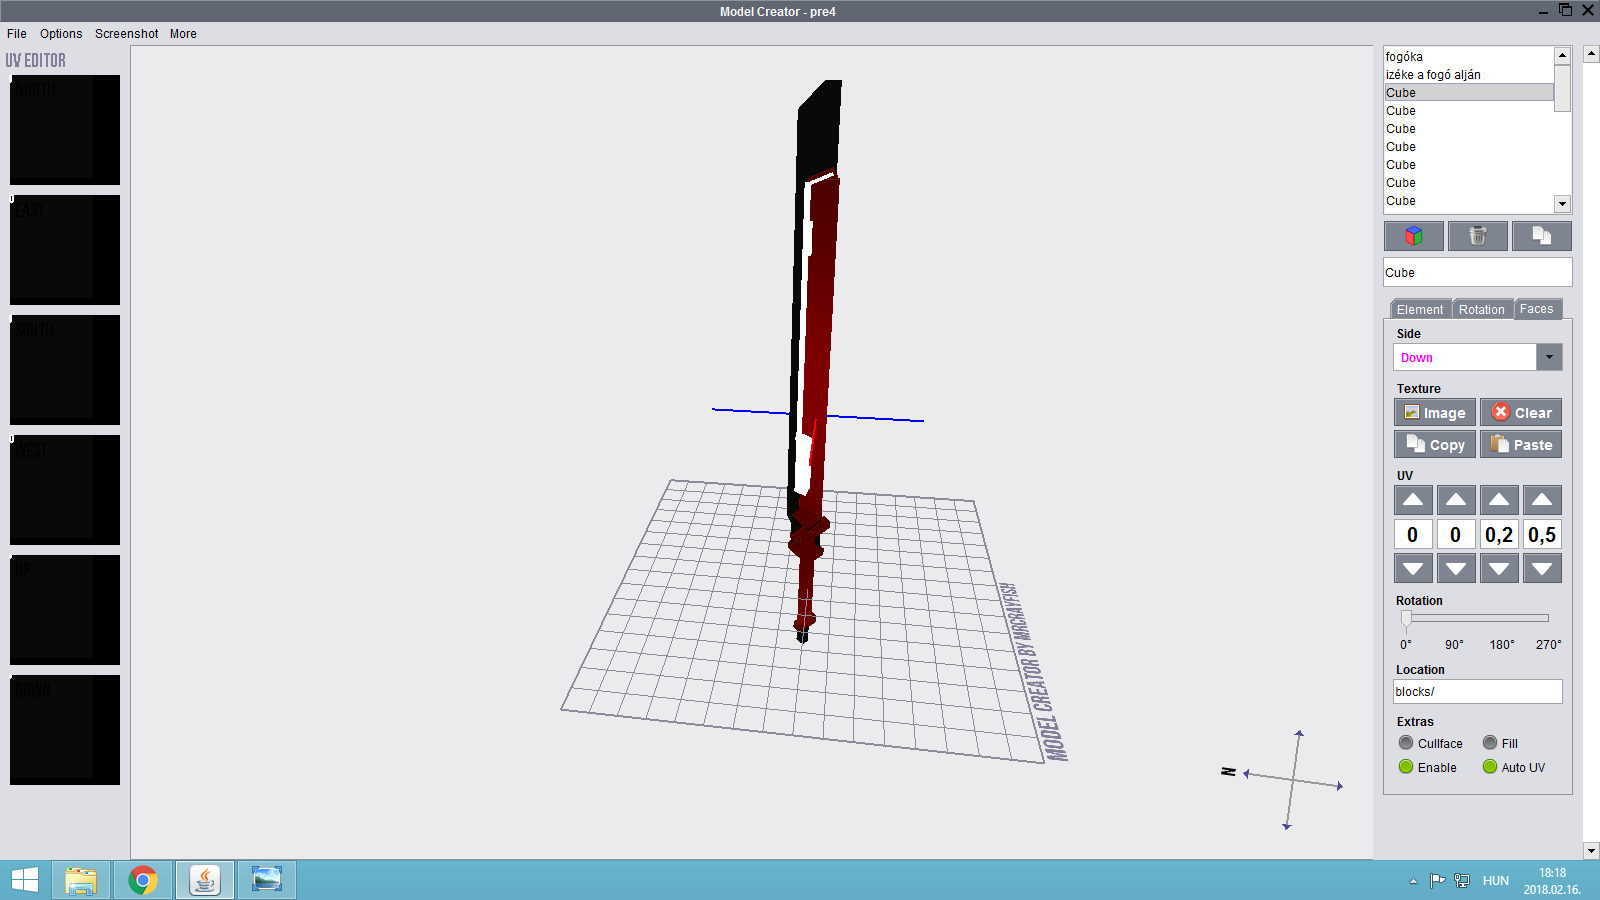 Model Creator - pre4
File Options Screenshot More
UV EDITOR
NORTH
EAST
SOUTH
WEST
UP
DOWN
MODEL CREATOR BY MRCRAYFISH
N
fogóka
izéke a fogó alján
Cube
Cube
Cube
Cube
Cube
Cube
Cube
Cube
Element Rotation Faces
Side
Down
Texture
Image Clear
Copy Paste
UV
0 0 0,2 0,5
Rotation
0° 90° 180° 270°
Location
blocks/
Extras
Cullface Fill
Enable Auto UV
HUN
18:18
2018.02.16.